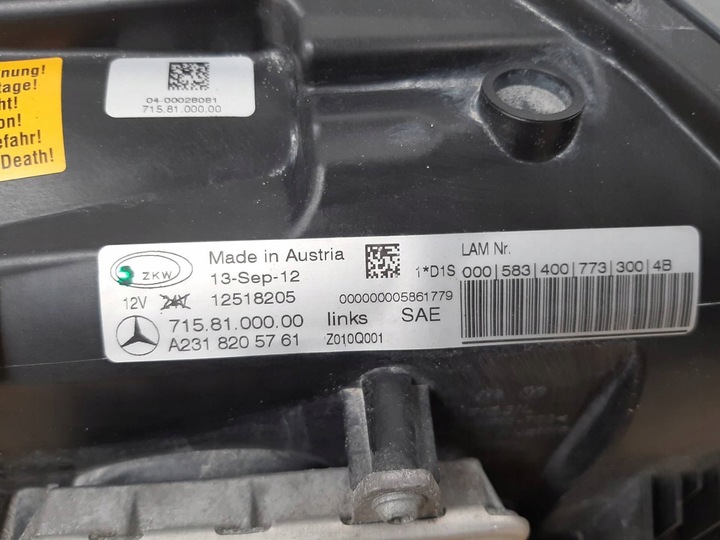 nung!
tage!
ht!
on!
efahr!
Death!
04-00028081
715.81.000.00
ZKW
Made in Austria
13-Sep-12
12V 24V 12518205
715.81.000.00 links
A231 820 57 61
1*D1S
000000005861779
SAE
Z010Q001
LAM Nr.
000|583|400|773|300|4B